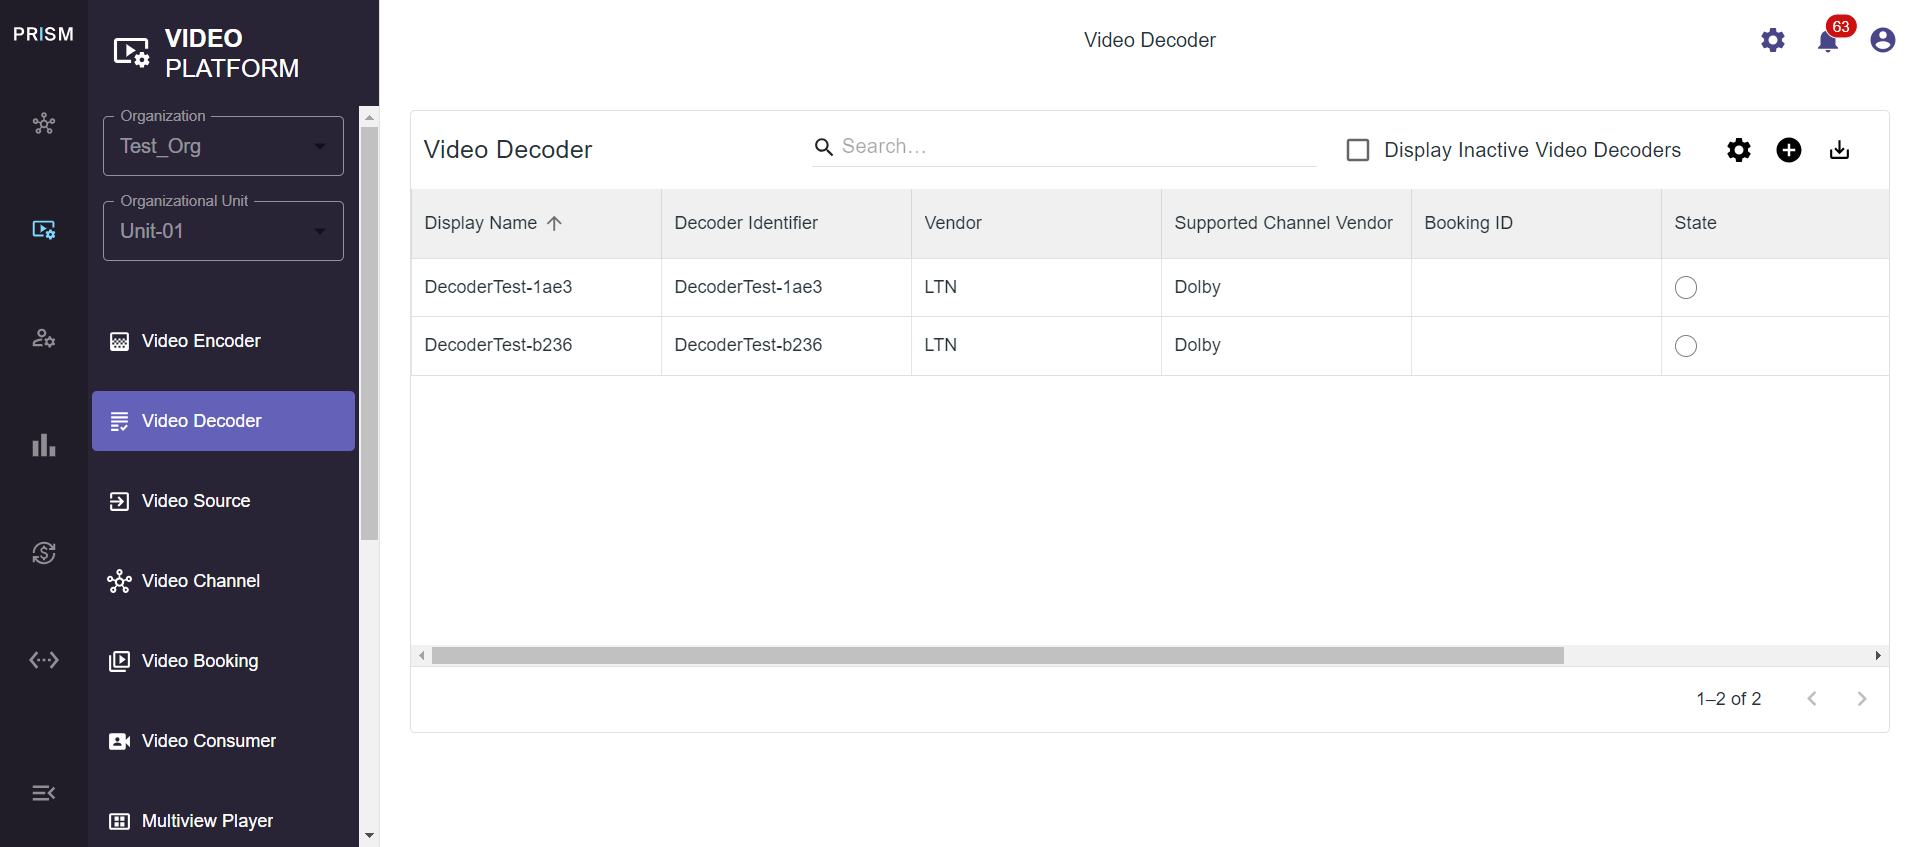 PRISM
VIDEO
PLATFORM
Organization
Test_Org
Organizational Unit
Unit-01
Video Encoder
Video Decoder
Video Source
Video Channel
Video Booking
Video Consumer
Multiview Player
Video Decoder
63
Video Decoder
Search...
Display Inactive Video Decoders
Display Name Decoder Identifier Vendor Supported Channel Vendor Booking ID State
DecoderTest-1ae3 DecoderTest-1ae3 LTN Dolby
DecoderTest-b236 DecoderTest-b236 LTN Dolby
1–2 of 2